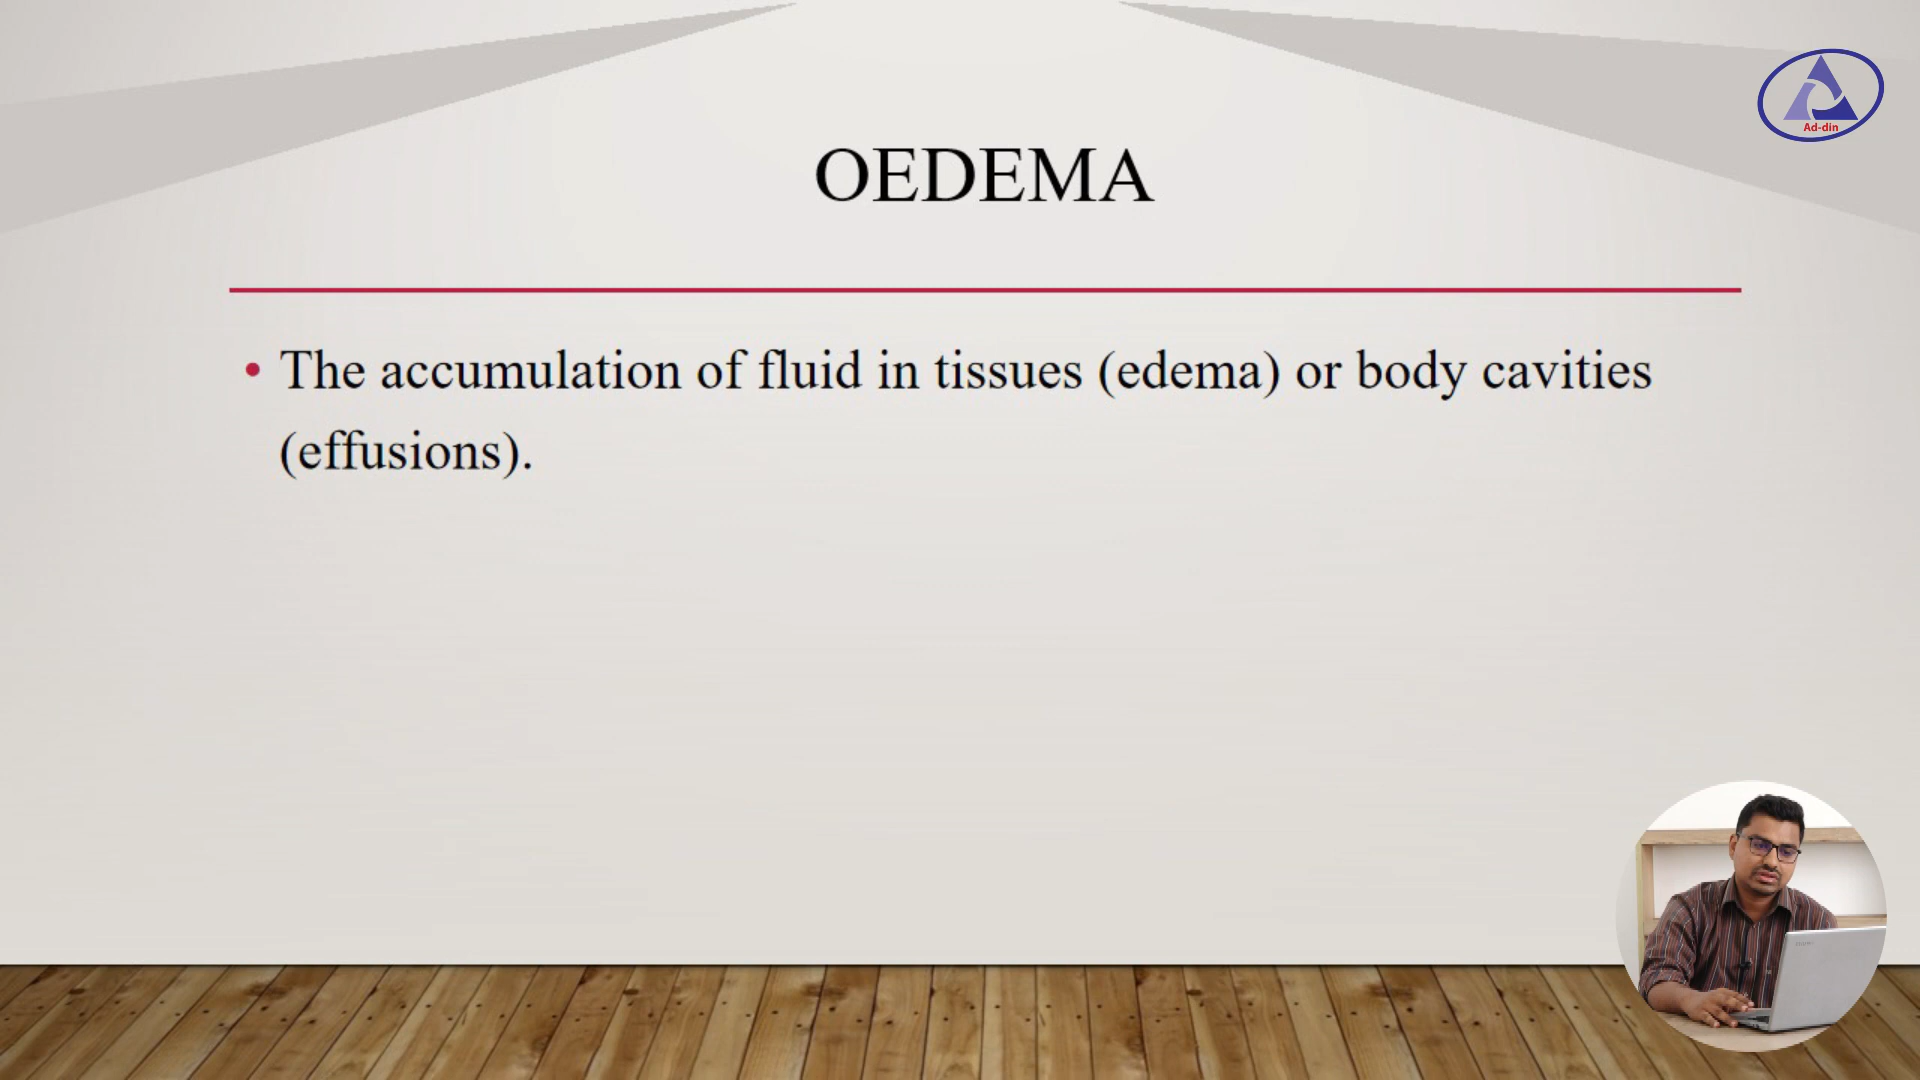 Ad-din
OEDEMA
• The accumulation of fluid in tissues (edema) or body cavities
(effusions).